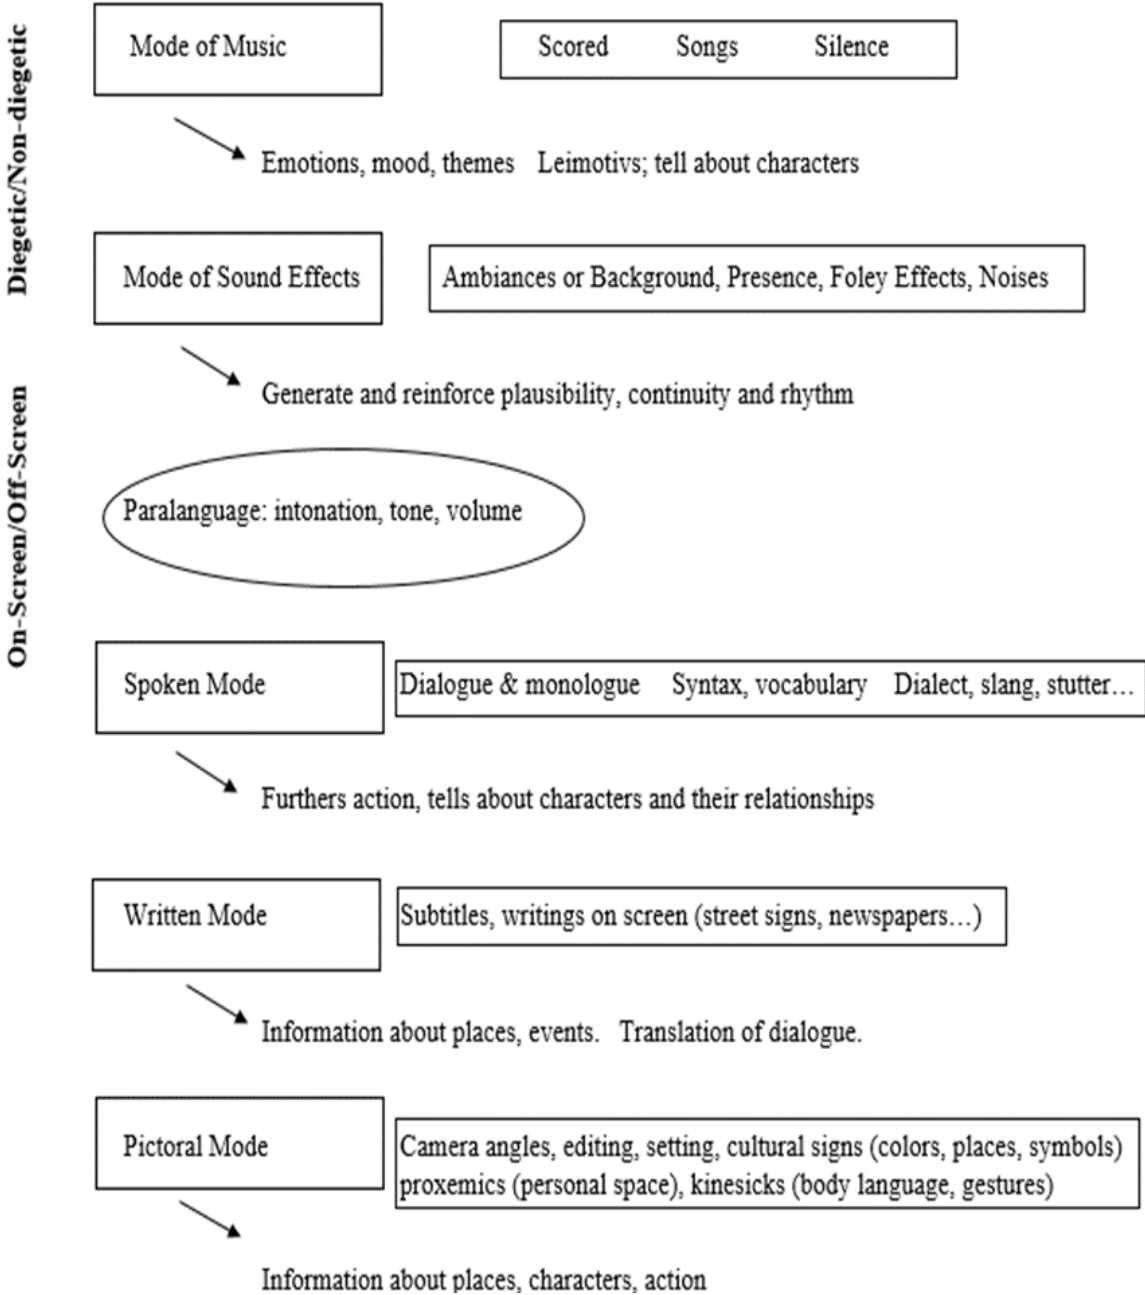 Diegetic/Non-diegetic
On-Screen/Off-Screen
Mode of Music
Scored Songs Silence
Emotions, mood, themes Leimotivs; tell about characters
Mode of Sound Effects
Ambiances or Background, Presence, Foley Effects, Noises
Generate and reinforce plausibility, continuity and rhythm
Paralanguage: intonation, tone, volume
Spoken Mode
Dialogue & monologue Syntax, vocabulary Dialect, slang, stutter…
Furthers action, tells about characters and their relationships
Written Mode
Subtitles, writings on screen (street signs, newspapers…)
Information about places, events. Translation of dialogue.
Pictoral Mode
Camera angles, editing, setting, cultural signs (colors, places, symbols)
proxemics (personal space), kinesicks (body language, gestures)
Information about places, characters, action